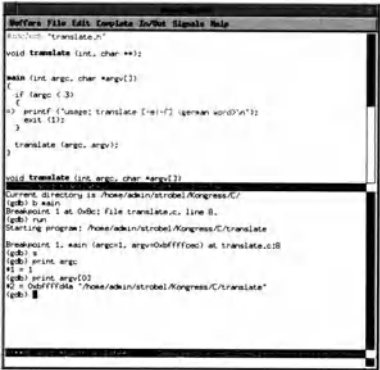 Buffers File Edit Complete In/Out Signals Help
#include "translate.h"
void translate (int, char **);
main (int argc, char *argv[])
{
if (argc < 3)
{
=> printf ("usage: translate [-e|-f] (german word)\n");
exit (1);
}
translate (argc, argv);
}
void translate (int argc, char *argv[])
Current directory is /home/admin/strobel/Kongress/C/
(gdb) b main
Breakpoint 1 at 0x8c: file translate.c, line 8.
(gdb) run
Starting program: /home/admin/strobel/Kongress/C/translate
Breakpoint 1, main (argc=1, argv=0xbffffcec) at translate.c:8
(gdb) s
(gdb) print argc
$1 = 1
(gdb) print argv[0]
$2 = 0xbffffd4a "/home/admin/strobel/Kongress/C/translate"
(gdb)